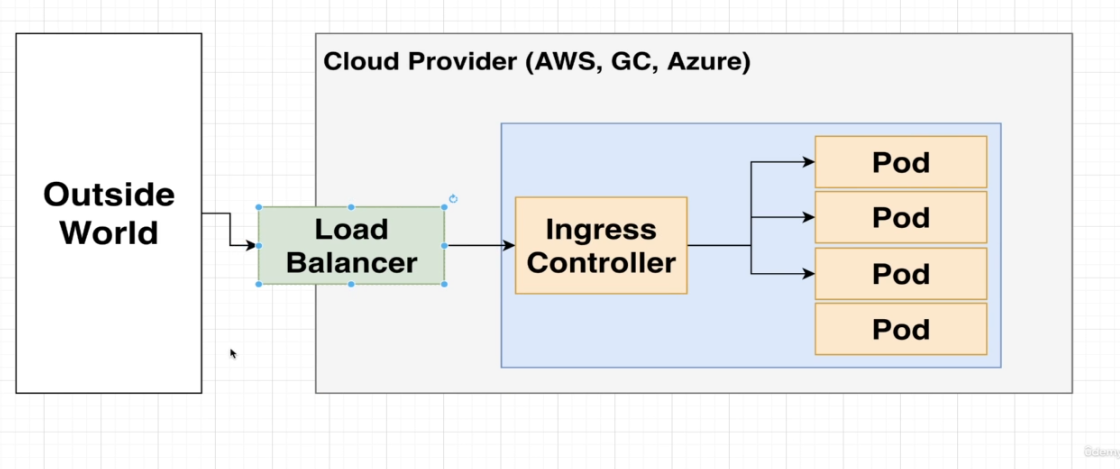 Cloud Provider (AWS, GC, Azure)
Outside
World
Load
Balancer
Ingress
Controller
Pod
Pod
Pod
Pod